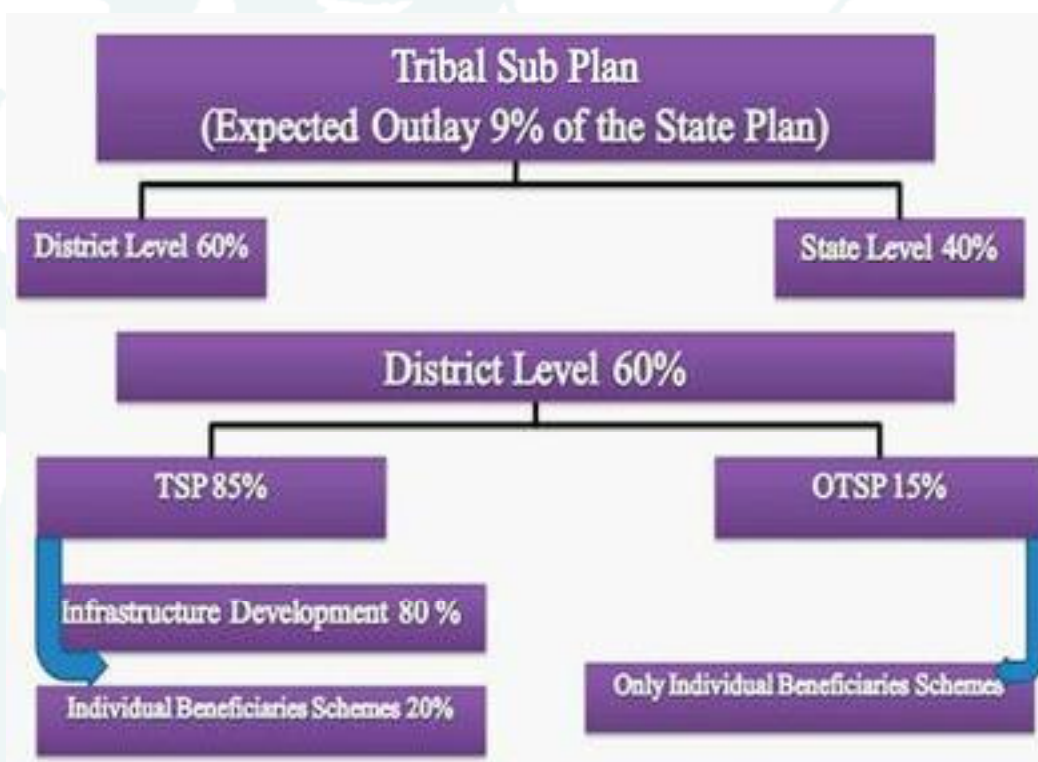 Tribal Sub Plan
(Expected Outlay 9% of the State Plan)
District Level 60%
State Level 40%
District Level 60%
TSP 85%
OTSP 15%
Infrastructure Development 80 %
Only Individual Beneficiaries Schemes
Individual Beneficiaries Schemes 20%